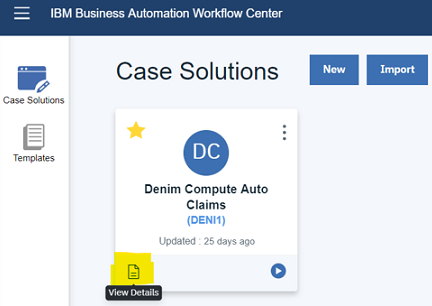 IBM Business Automation Workflow Center
Case Solutions
New
Import
Case Solutions
Templates
DC
Denim Compute Auto
Claims
(DENI1)
Updated : 25 days ago
View Details